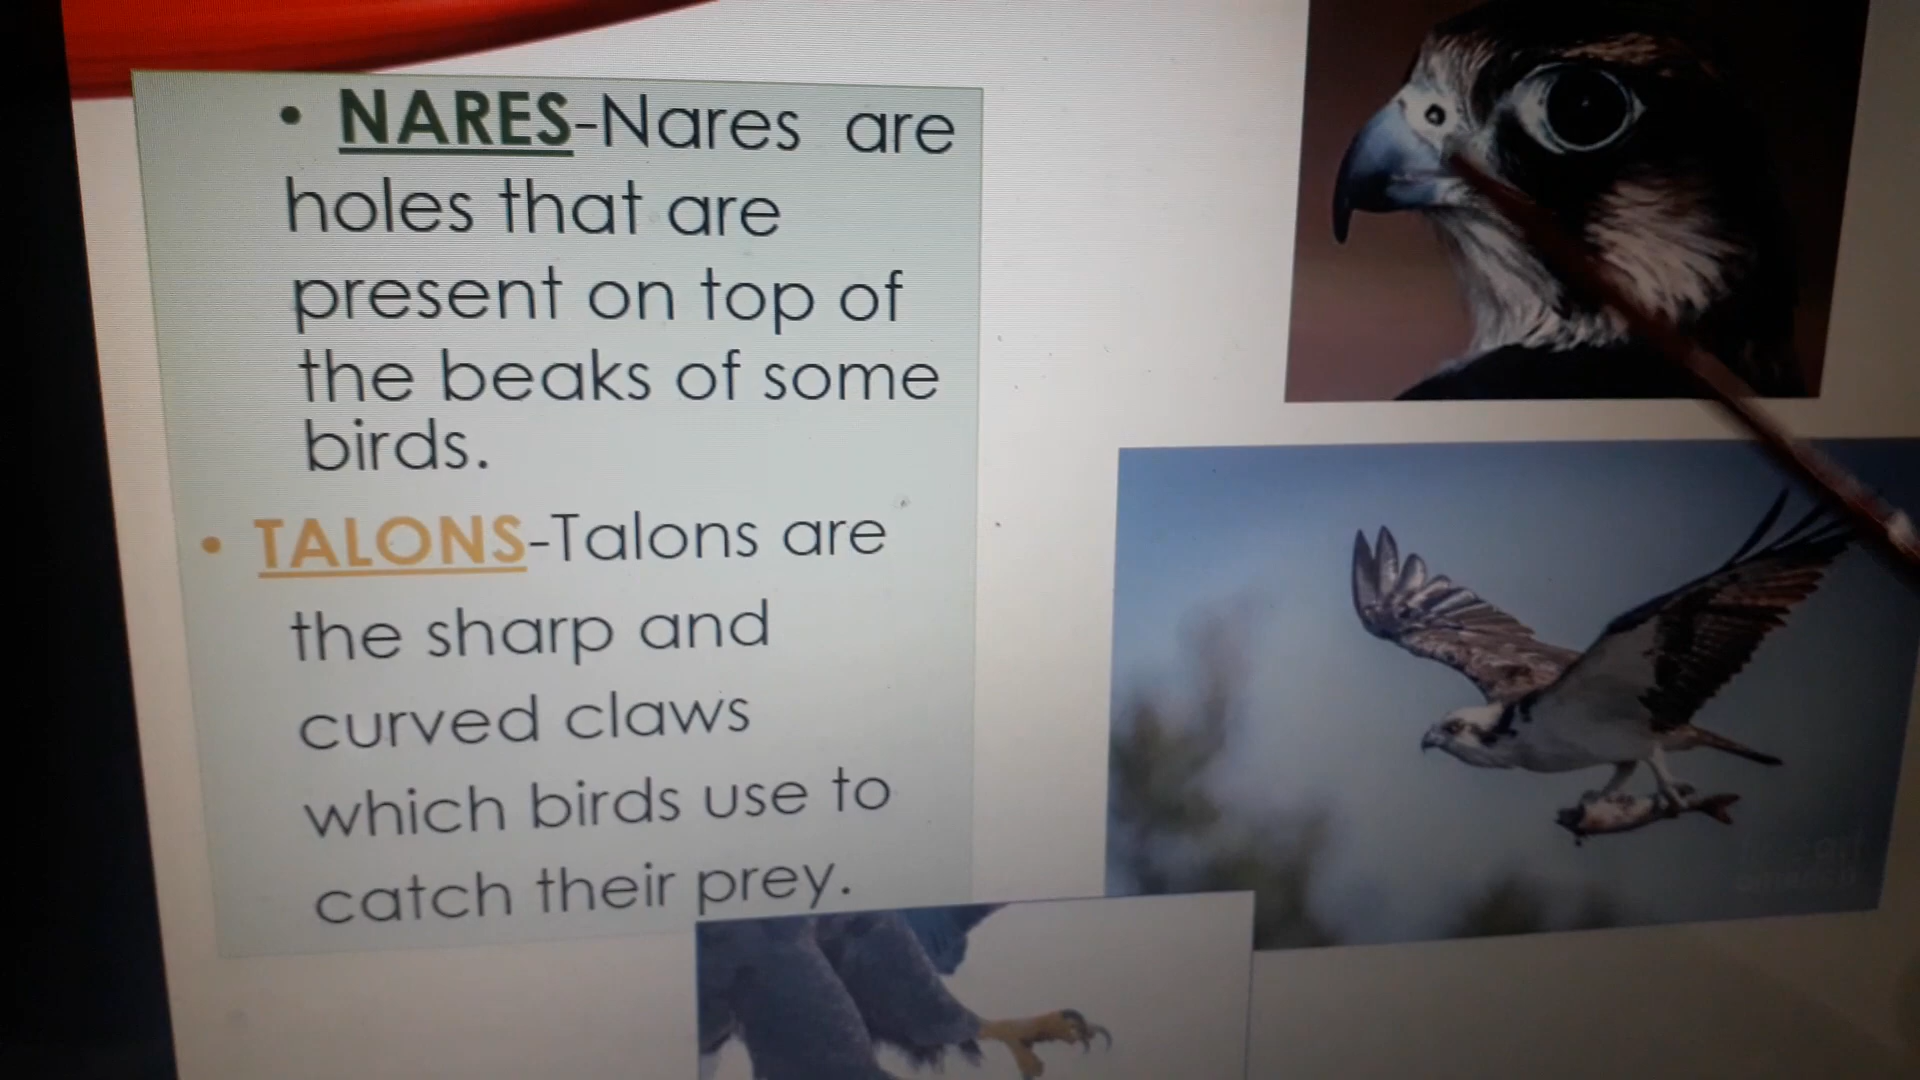 • NARES-Nares are
holes that are
present on top of
the beaks of some
birds.
• TALONS-Talons are
the sharp and
curved claws
which birds use to
catch their prey.